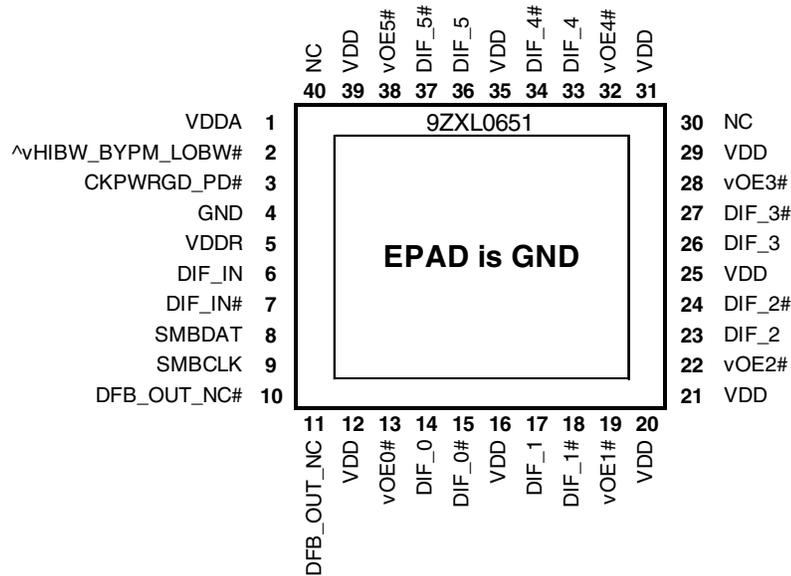 NC
VDD
vOE5#
DIF_5#
DIF_5
VDD
DIF_4#
DIF_4
vOE4#
VDD
40 39 38 37 36 35 34 33 32 31
9ZXL0651
VDDA 1
^vHIBW_BYPM_LOBW# 2
CKPWRGD_PD# 3
GND 4
VDDR 5
DIF_IN 6
DIF_IN# 7
SMBDAT 8
SMBCLK 9
DFB_OUT_NC# 10
EPAD is GND
30 NC
29 VDD
28 vOE3#
27 DIF_3#
26 DIF_3
25 VDD
24 DIF_2#
23 DIF_2
22 vOE2#
21 VDD
11 12 13 14 15 16 17 18 19 20
DFB_OUT_NC
VDD
vOE0#
DIF_0
DIF_0#
VDD
DIF_1
DIF_1#
vOE1#
VDD